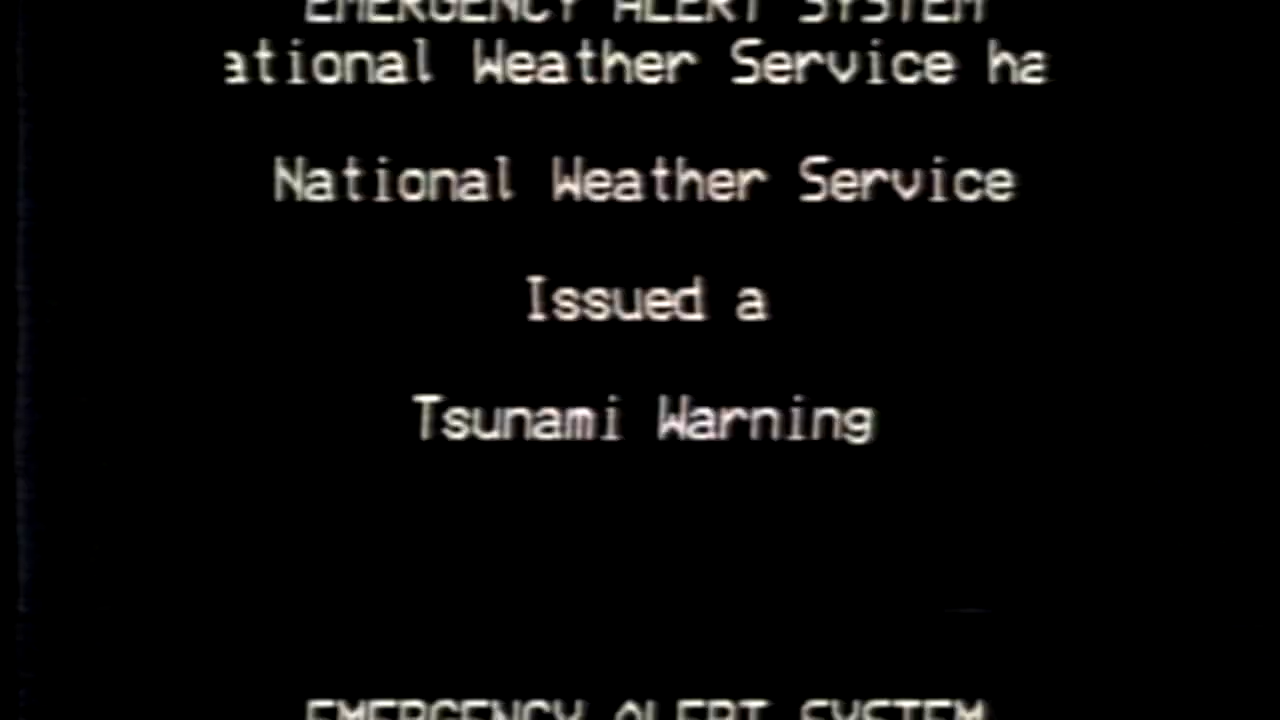 EMERGENCY ALERT SYSTEM
ational Weather Service ha
National Weather Service
Issued a
Tsunami Warning
EMERGENCY ALERT SYSTEM